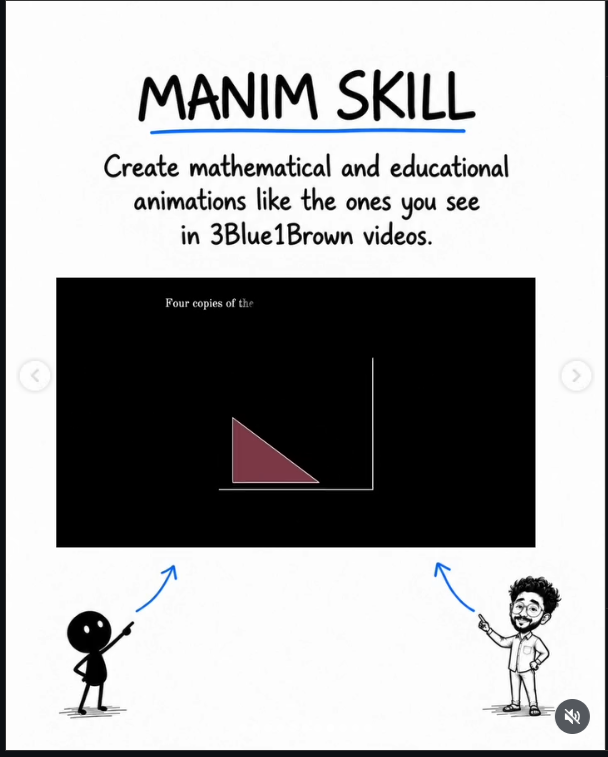 MANIM SKILL
Create mathematical and educational
animations like the ones you see
in 3Blue1Brown videos.
Four copies of the